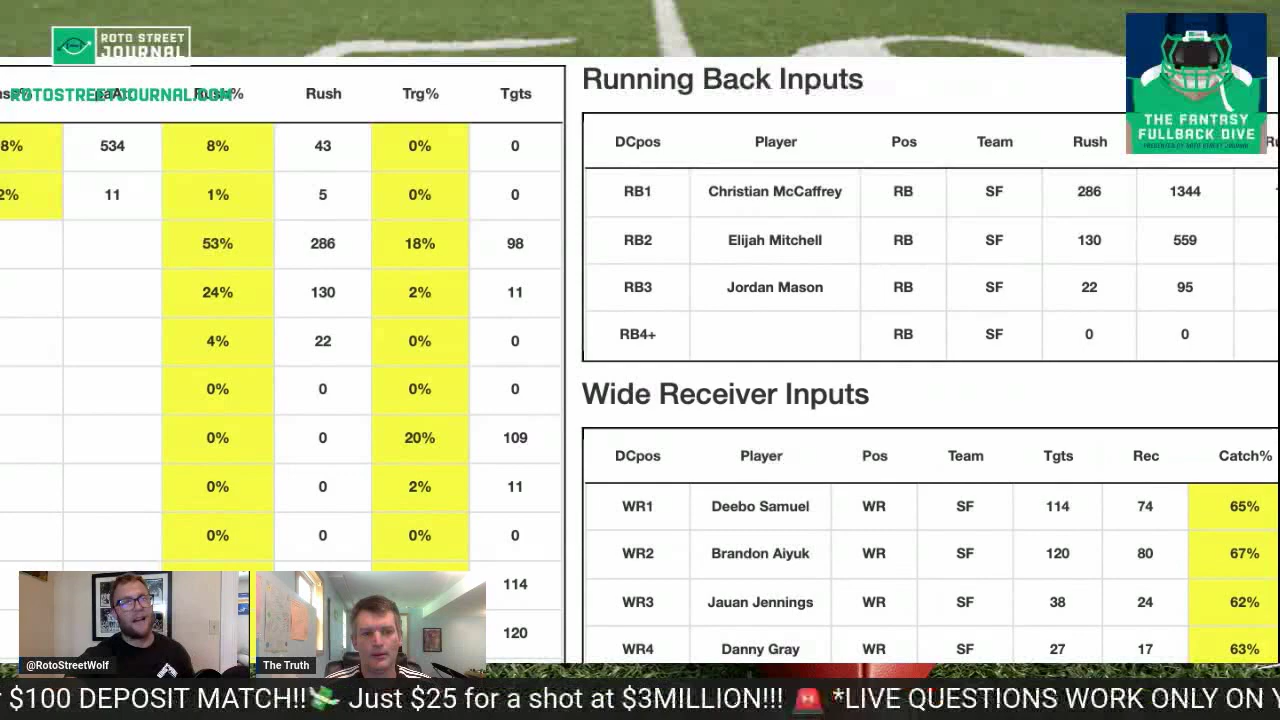 ROTO STREET
JOURNAL
ROTOSTREETJOURNAL.COM
Rush Trg% Tgts
8% 534 8% 43 0% 0
2% 11 1% 5 0% 0
53% 286 18% 98
24% 130 2% 11
4% 22 0% 0
0% 0 0% 0
0% 0 20% 109
0% 0 2% 11
0% 0 0% 0
114
120
Running Back Inputs
DCpos Player Pos Team Rush
RB1 Christian McCaffrey RB SF 286 1344
RB2 Elijah Mitchell RB SF 130 559
RB3 Jordan Mason RB SF 22 95
RB4+ RB SF 0 0
Wide Receiver Inputs
DCpos Player Pos Team Tgts Rec Catch%
WR1 Deebo Samuel WR SF 114 74 65%
WR2 Brandon Aiyuk WR SF 120 80 67%
WR3 Jauan Jennings WR SF 38 24 62%
WR4 Danny Gray WR SF 27 17 63%
THE FANTASY
FULLBACK DIVE
PRESENTED BY ROTO STREET JOURNAL
@RotoStreetWolf
The Truth
$100 DEPOSIT MATCH!!💸 Just $25 for a shot at $3MILLION!!! 🚨 *LIVE QUESTIONS WORK ONLY ON